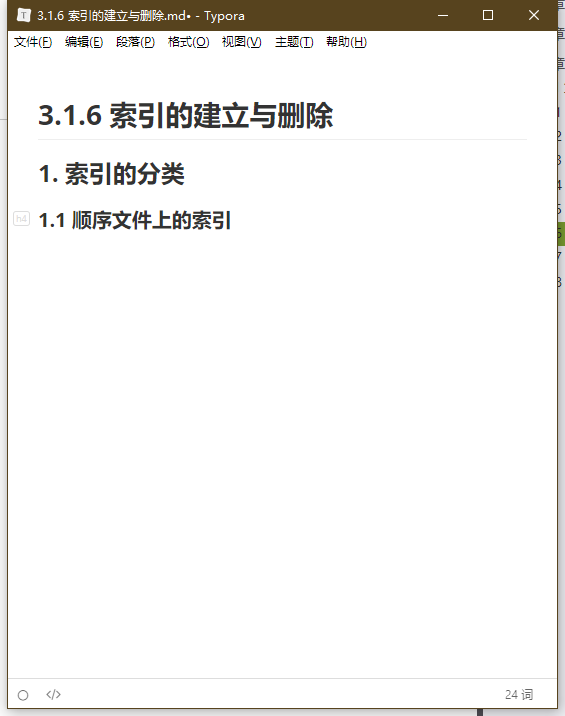 3.1.6 索引的建立与删除.md• - Typora
文件(F) 编辑(E) 段落(P) 格式(O) 视图(V) 主题(T) 帮助(H)
3.1.6 索引的建立与删除
1. 索引的分类
h4
1.1 顺序文件上的索引
24 词